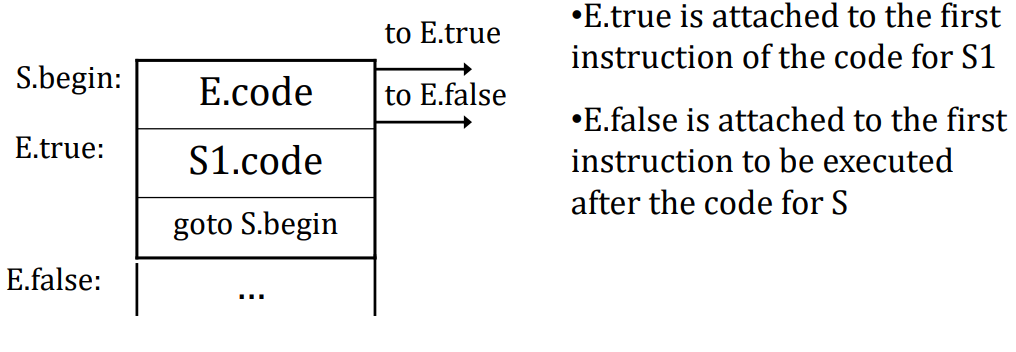 to E.true
S.begin:
E.code
to E.false
E.true:
S1.code
goto S.begin
E.false:
...
•E.true is attached to the first
instruction of the code for S1
•E.false is attached to the first
instruction to be executed
after the code for S